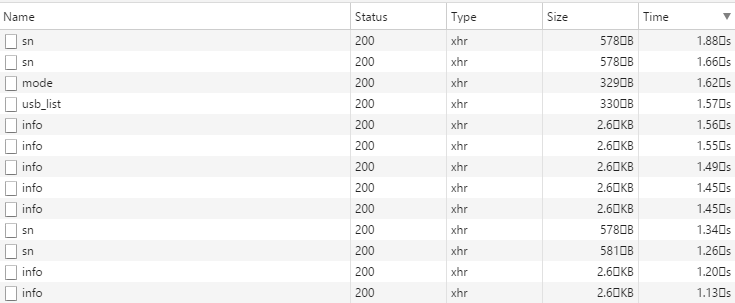 Name Status Type Size Time ▼
sn 200 xhr 578□B 1.88□s
sn 200 xhr 578□B 1.66□s
mode 200 xhr 329□B 1.62□s
usb_list 200 xhr 330□B 1.57□s
info 200 xhr 2.6□KB 1.56□s
info 200 xhr 2.6□KB 1.55□s
info 200 xhr 2.6□KB 1.49□s
info 200 xhr 2.6□KB 1.45□s
info 200 xhr 2.6□KB 1.45□s
sn 200 xhr 578□B 1.34□s
sn 200 xhr 581□B 1.26□s
info 200 xhr 2.6□KB 1.20□s
info 200 xhr 2.6□KB 1.13□s